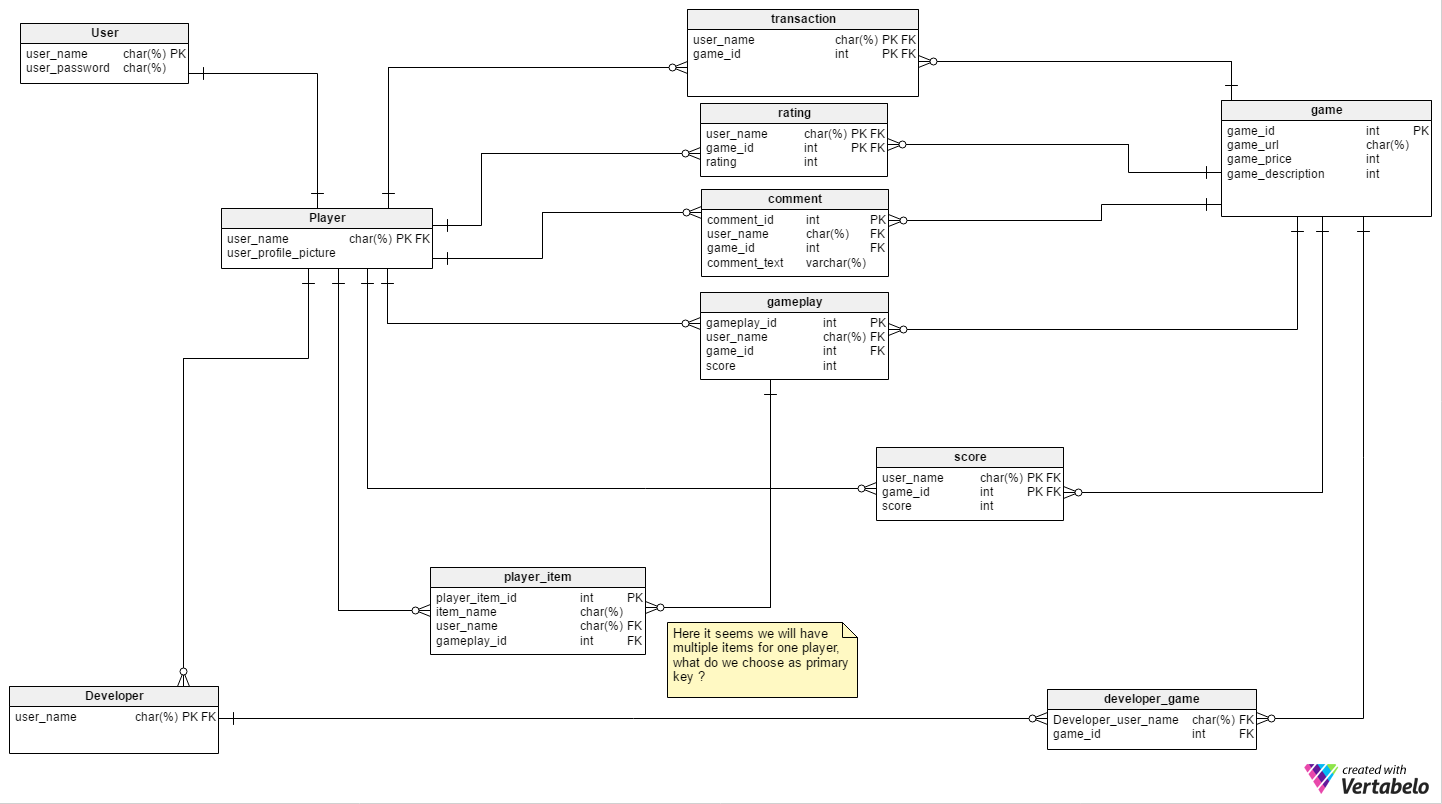 User
user_name char(%) PK
user_password char(%)
transaction
user_name char(%) PK FK
game_id int PK FK
rating
user_name char(%) PK FK
game_id int PK FK
rating int
game
game_id int PK
game_url char(%)
game_price int
game_description int
comment
comment_id int PK
user_name char(%) FK
game_id int FK
comment_text varchar(%)
Player
user_name char(%) PK FK
user_profile_picture
gameplay
gameplay_id int PK
user_name char(%) FK
game_id int FK
score int
score
user_name char(%) PK FK
game_id int PK FK
score int
player_item
player_item_id int PK
item_name char(%)
user_name char(%) FK
gameplay_id int FK
Here it seems we will have
multiple items for one player,
what do we choose as primary
key ?
Developer
user_name char(%) PK FK
developer_game
Developer_user_name char(%) FK
game_id int FK
created with
Vertabelo